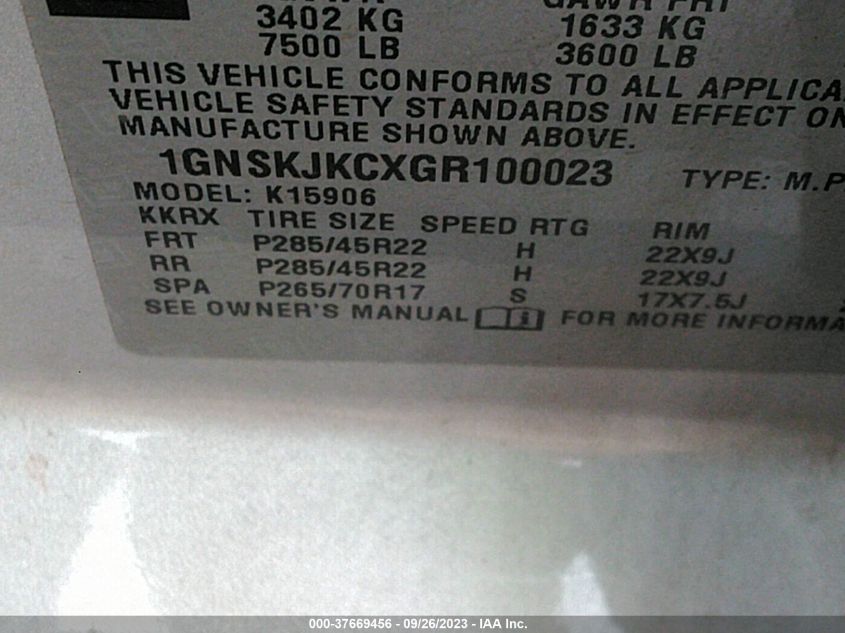 3402 KG 1633 KG
7500 LB 3600 LB
THIS VEHICLE CONFORMS TO ALL APPLICA
VEHICLE SAFETY STANDARDS IN EFFECT ON
MANUFACTURE SHOWN ABOVE.
1GNSKJKCXGR100023 TYPE: M.P
MODEL: K15906
KKRX TIRE SIZE SPEED RTG RIM
FRT P285/45R22 H 22X9J
RR P285/45R22 H 22X9J
SPA P265/70R17 S 17X7.5J
SEE OWNER'S MANUAL FOR MORE INFORMA
000-37669456 - 09/26/2023 - IAA Inc.